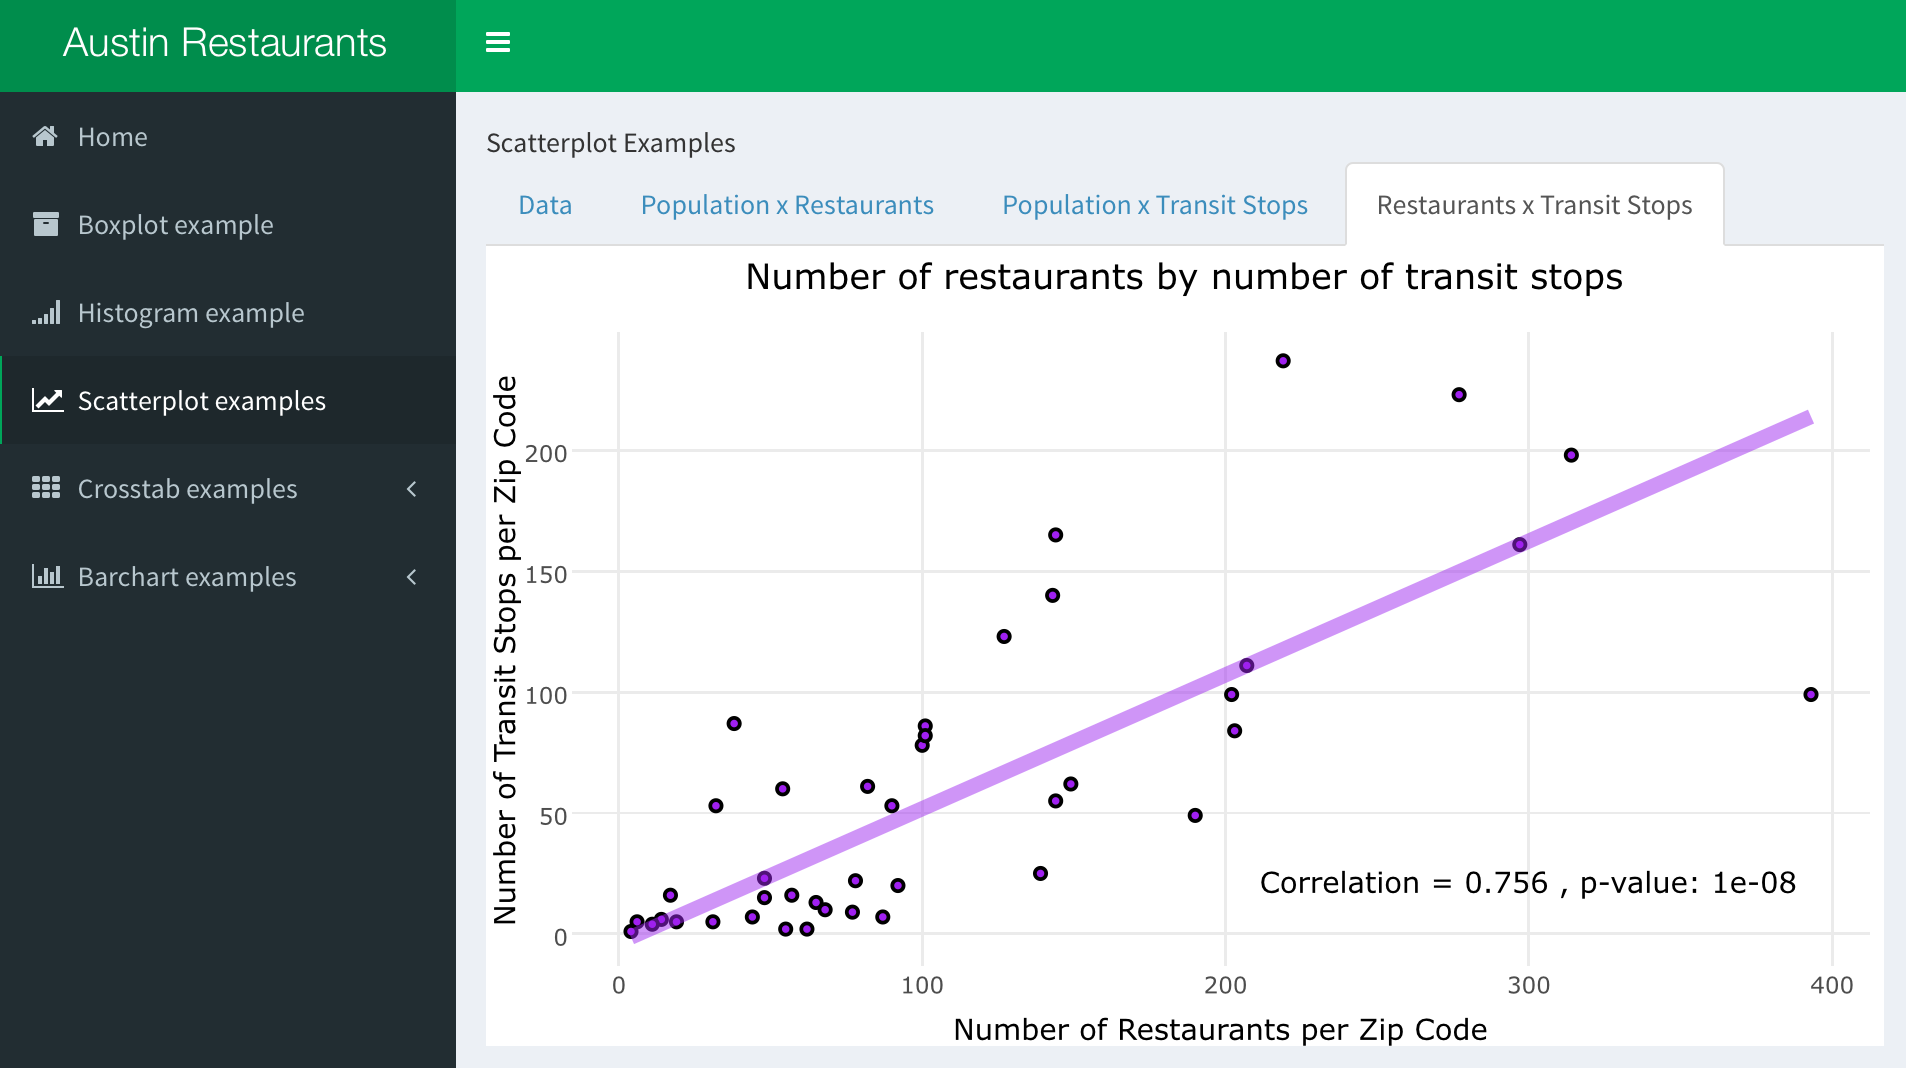 Austin Restaurants
Home
Boxplot example
Histogram example
Scatterplot examples
Crosstab examples
Barchart examples
Scatterplot Examples
Data
Population x Restaurants
Population x Transit Stops
Restaurants x Transit Stops
Number of restaurants by number of transit stops
Number of Transit Stops per Zip Code
200
150
100
50
0
Correlation = 0.756 , p-value: 1e-08
0
100
200
300
400
Number of Restaurants per Zip Code